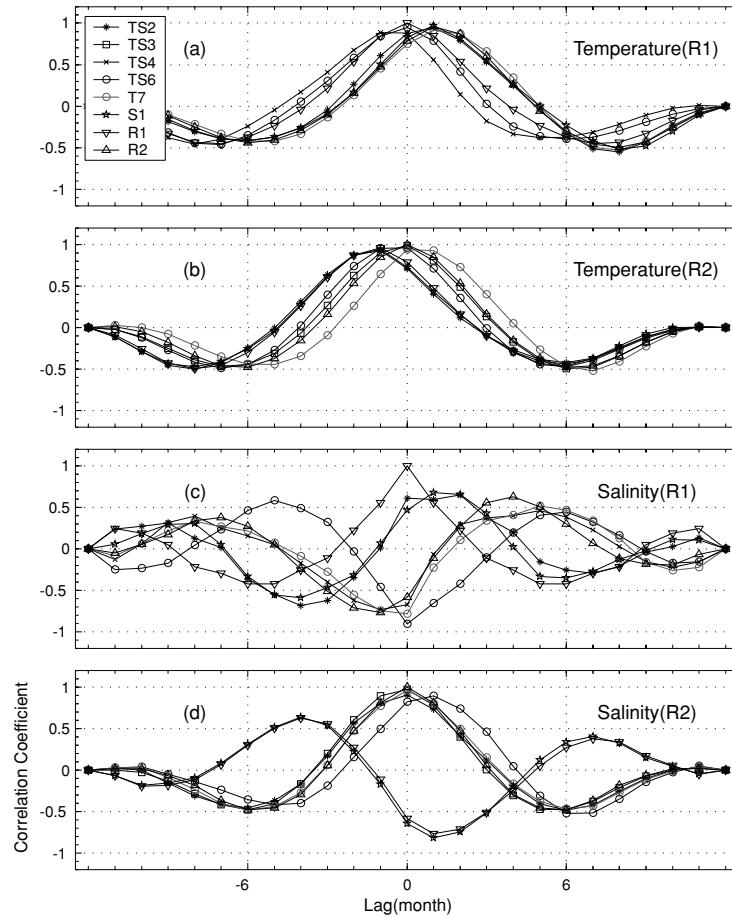 TS2
TS3
TS4
TS6
T7
S1
R1
R2
(a)
Temperature(R1)
1
0.5
0
-0.5
-1
(b)
Temperature(R2)
1
0.5
0
-0.5
-1
(c)
Salinity(R1)
1
0.5
0
-0.5
-1
(d)
Salinity(R2)
1
0.5
0
-0.5
-1
Correlation Coefficient
-6
0
6
Lag(month)